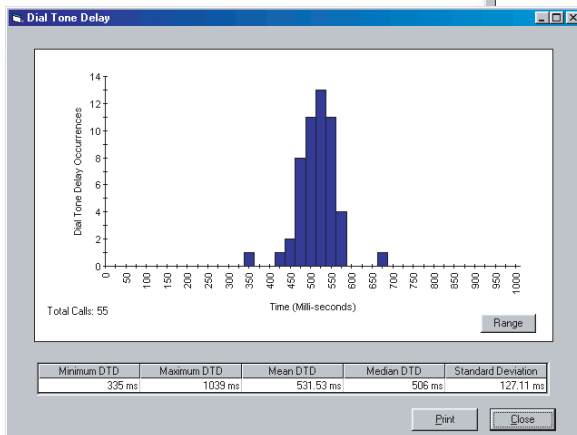 Dial Tone Delay
14
12
10
8
6
4
2
0
Dial Tone Delay Occurrences
0 50 100 150 200 250 300 350 400 450 500 550 600 650 700 750 800 850 900 950 1000
Time (Milli-seconds)
Total Calls: 55
Range
Minimum DTD Maximum DTD Mean DTD Median DTD Standard Deviation
335 ms 1039 ms 531.53 ms 506 ms 127.11 ms
Print Close